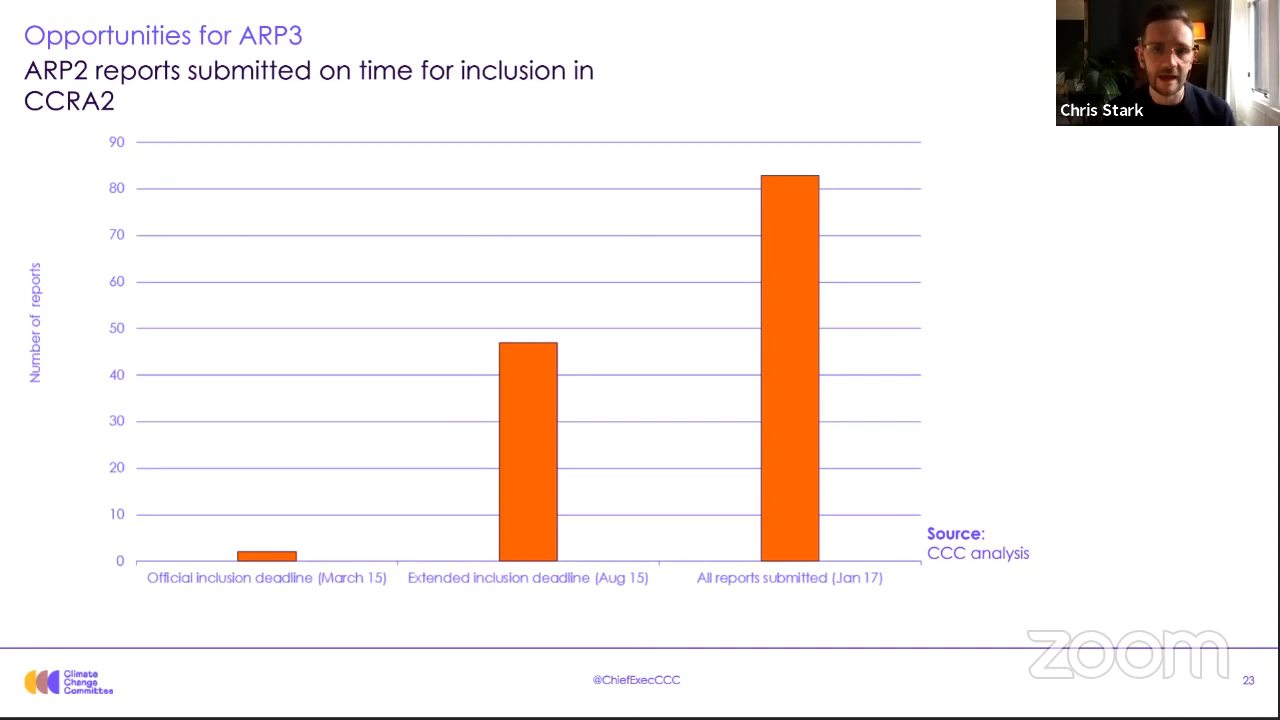 Opportunities for ARP3
ARP2 reports submitted on time for inclusion in
CCRA2
Chris Stark
90
80
70
60
50
40
30
20
10
0
Number of reports
Official inclusion deadline (March 15)
Extended inclusion deadline (Aug 15)
All reports submitted (Jan 17)
Source:
CCC analysis
zoom
Climate
Change
Committee
@ChiefExecCCC
23